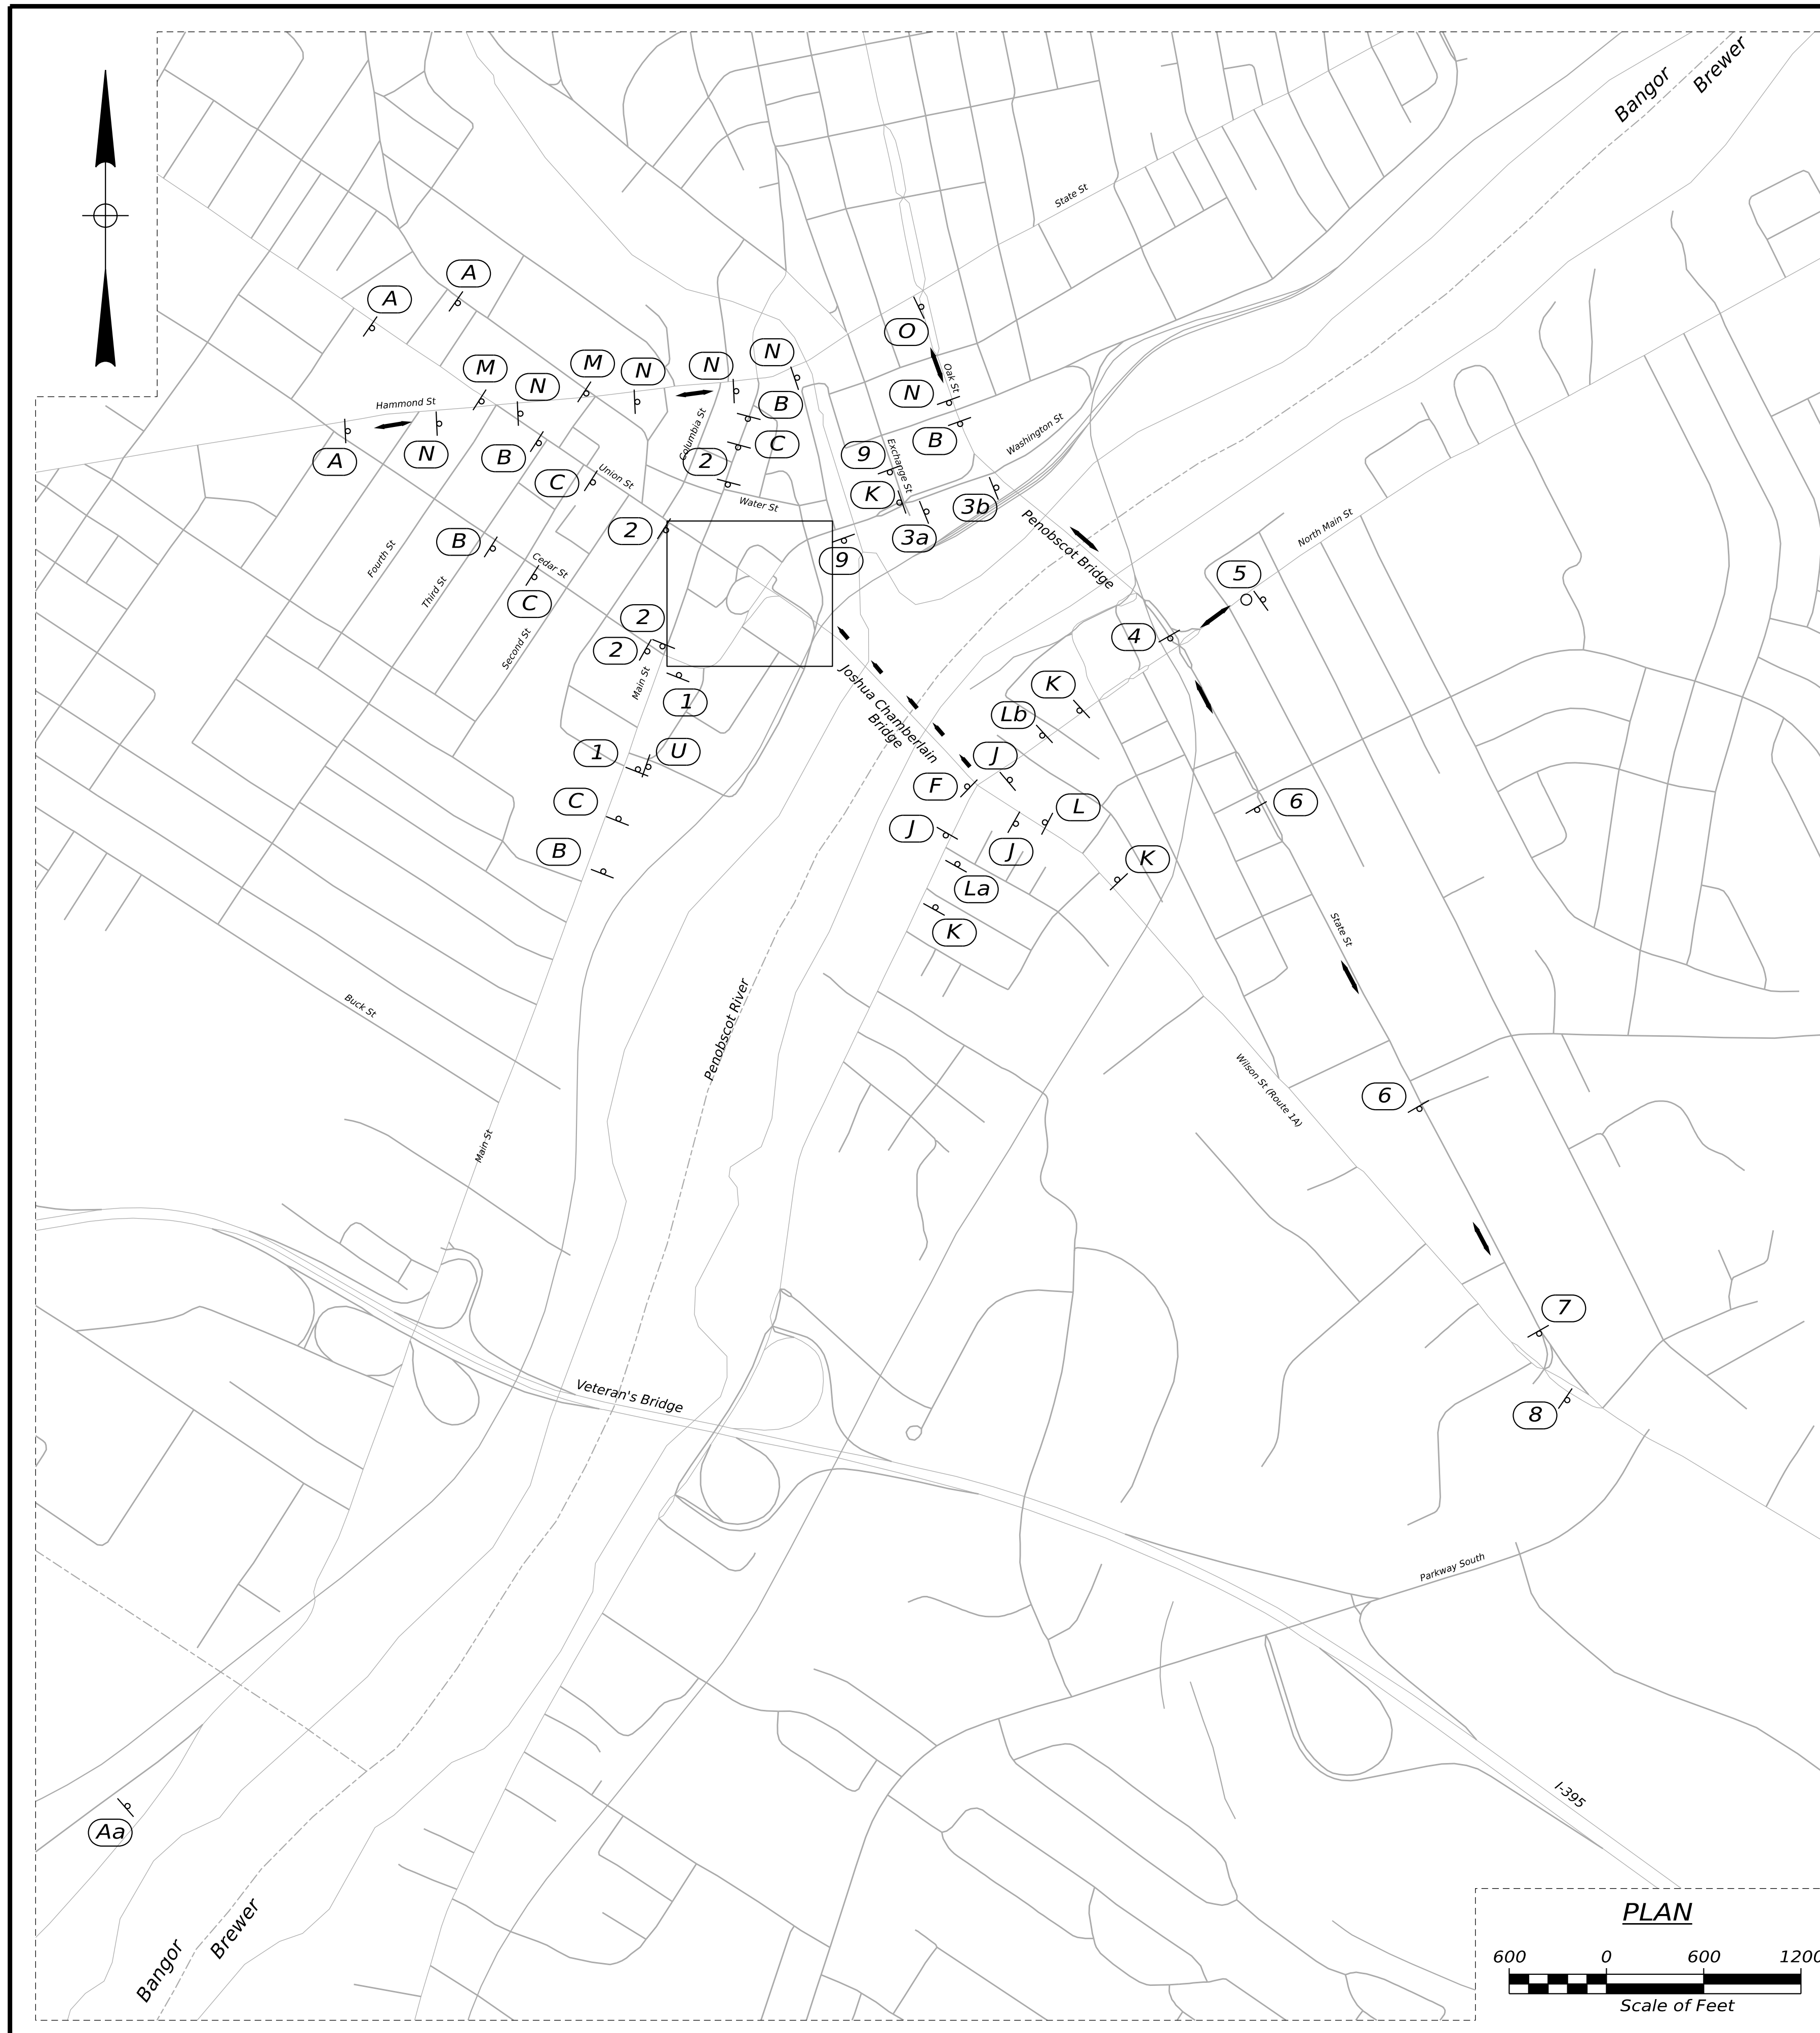 Bangor
Brewer
State St
A
A
O
N
N
M
M
N
N
Oak St
N
Hammond St
B
N
Columbia St
C
B
Washington St
A
N
B
2
9
Exchange St
C
Union St
K
3b
Water St
Penobscot Bridge
North Main St
2
3a
B
Fourth St
Cedar St
9
5
Third St
C
2
4
Second St
2
Main St
K
1
Joshua Chamberlain
Bridge
Lb
1
U
J
F
C
6
L
J
J
B
K
La
State St
K
Buck St
Penobscot River
Wilson St (Route 1A)
6
Main St
7
Veteran's Bridge
8
Parkway South
I-395
Aa
Bangor
Brewer
PLAN
600 0 600 1200
Scale of Feet